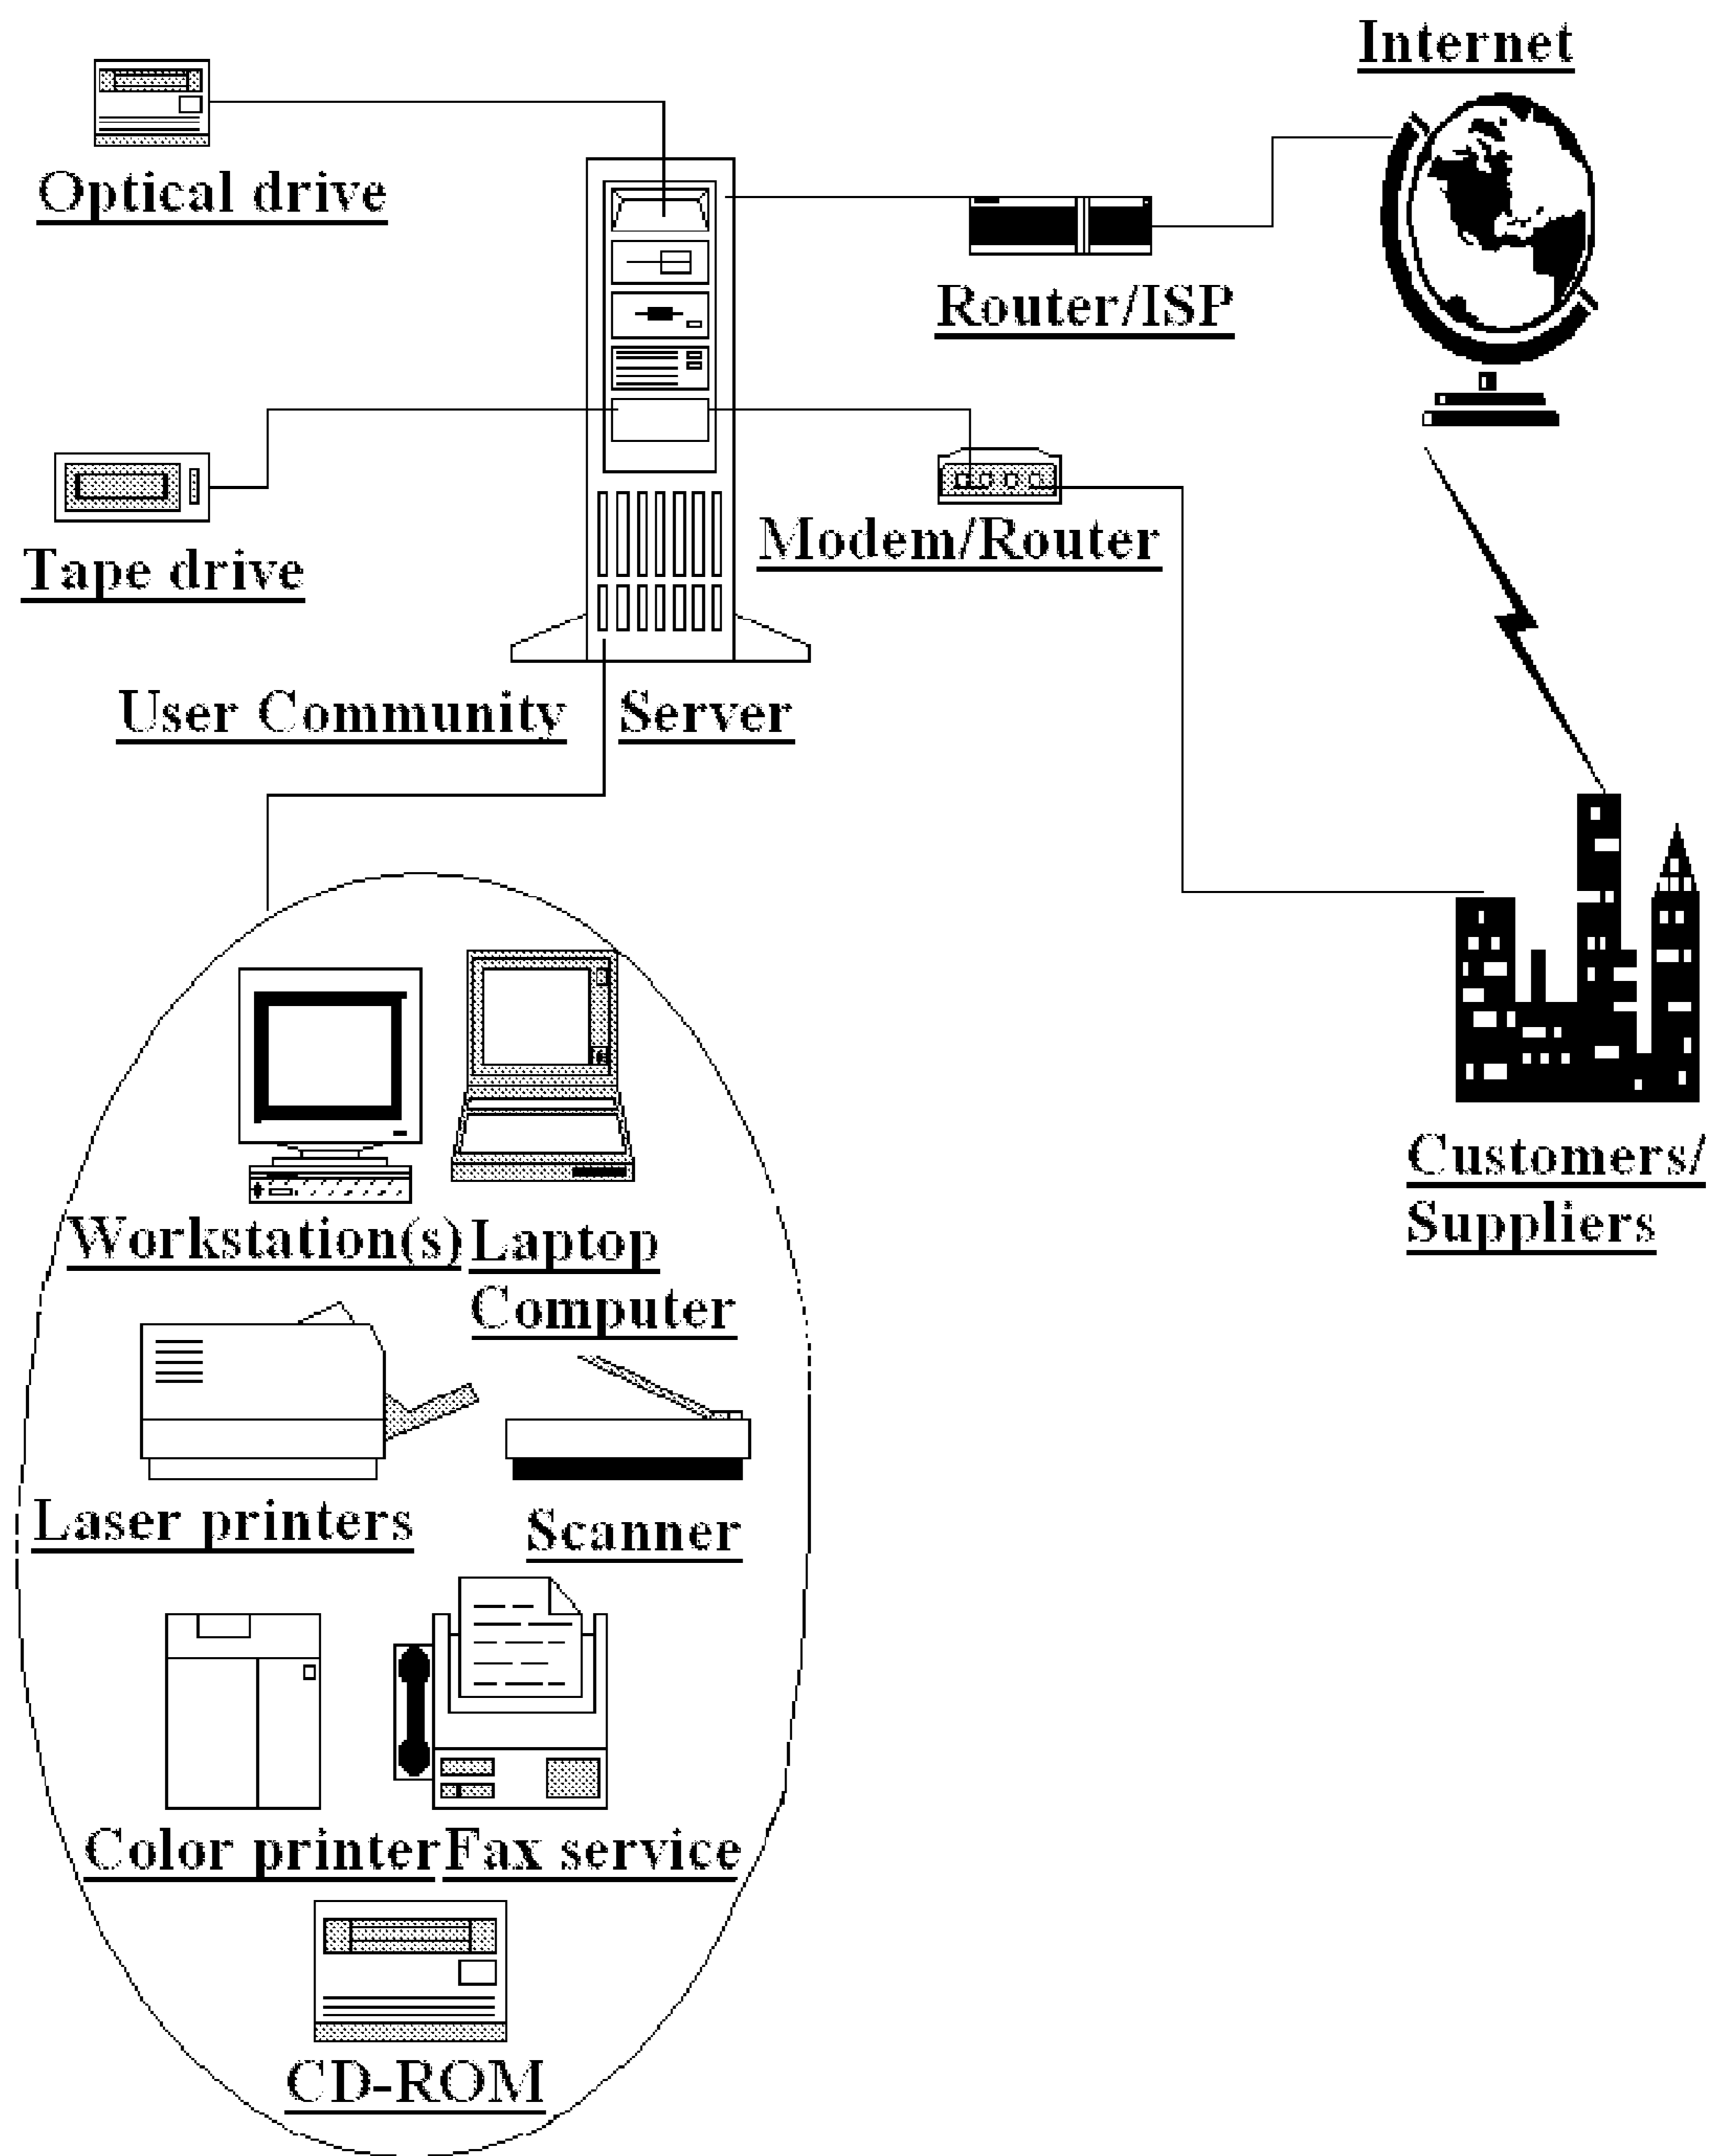 Internet
Optical drive
Router/ISP
Modem/Router
Tape drive
User Community
Server
Customers/
Suppliers
Workstation(s)
Laptop
Computer
Laser printers
Scanner
Color printer
Fax service
CD-ROM